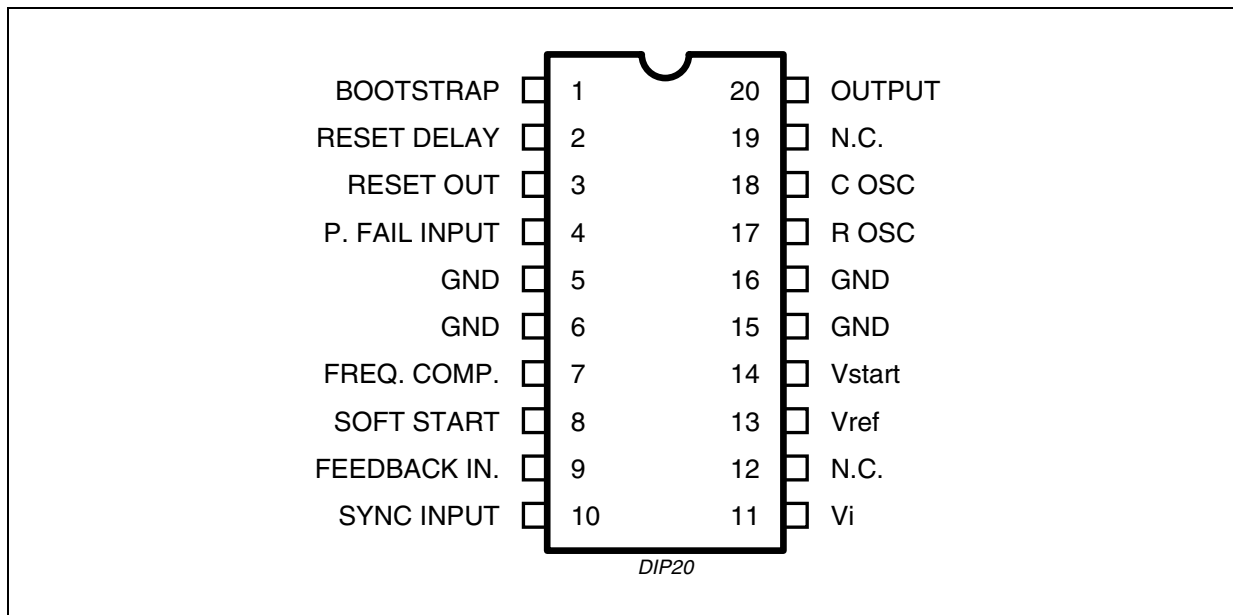 BOOTSTRAP 1 20 OUTPUT
RESET DELAY 2 19 N.C.
RESET OUT 3 18 C OSC
P. FAIL INPUT 4 17 R OSC
GND 5 16 GND
GND 6 15 GND
FREQ. COMP. 7 14 Vstart
SOFT START 8 13 Vref
FEEDBACK IN. 9 12 N.C.
SYNC INPUT 10 11 Vi
DIP20